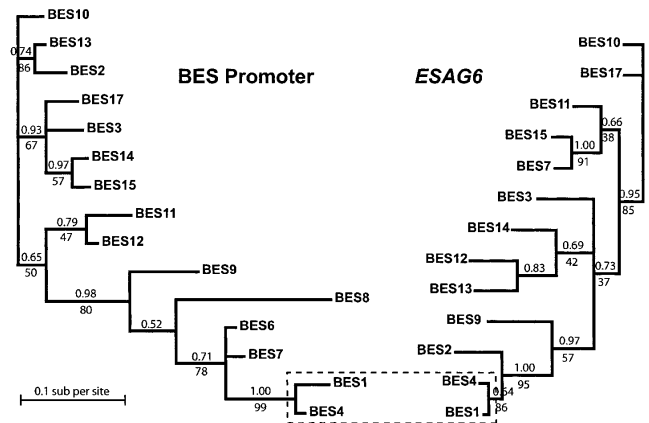 BES10
BES13
0.74
86
BES2
BES Promoter
BES17
0.93
BES3
67
BES14
0.97
57
BES15
0.79
BES11
47
BES12
0.65
50
BES9
0.98
80
BES8
0.52
BES6
0.71
BES7
78
1.00
BES1
99
BES4
0.1 sub per site
ESAG6
BES10
BES17
BES11
0.66
38
BES15
1.00
91
BES7
0.95
85
BES3
BES14
0.69
42
BES12
0.83
BES13
0.73
37
BES9
0.97
57
BES2
1.00
95
BES4
0.64
86
BES1